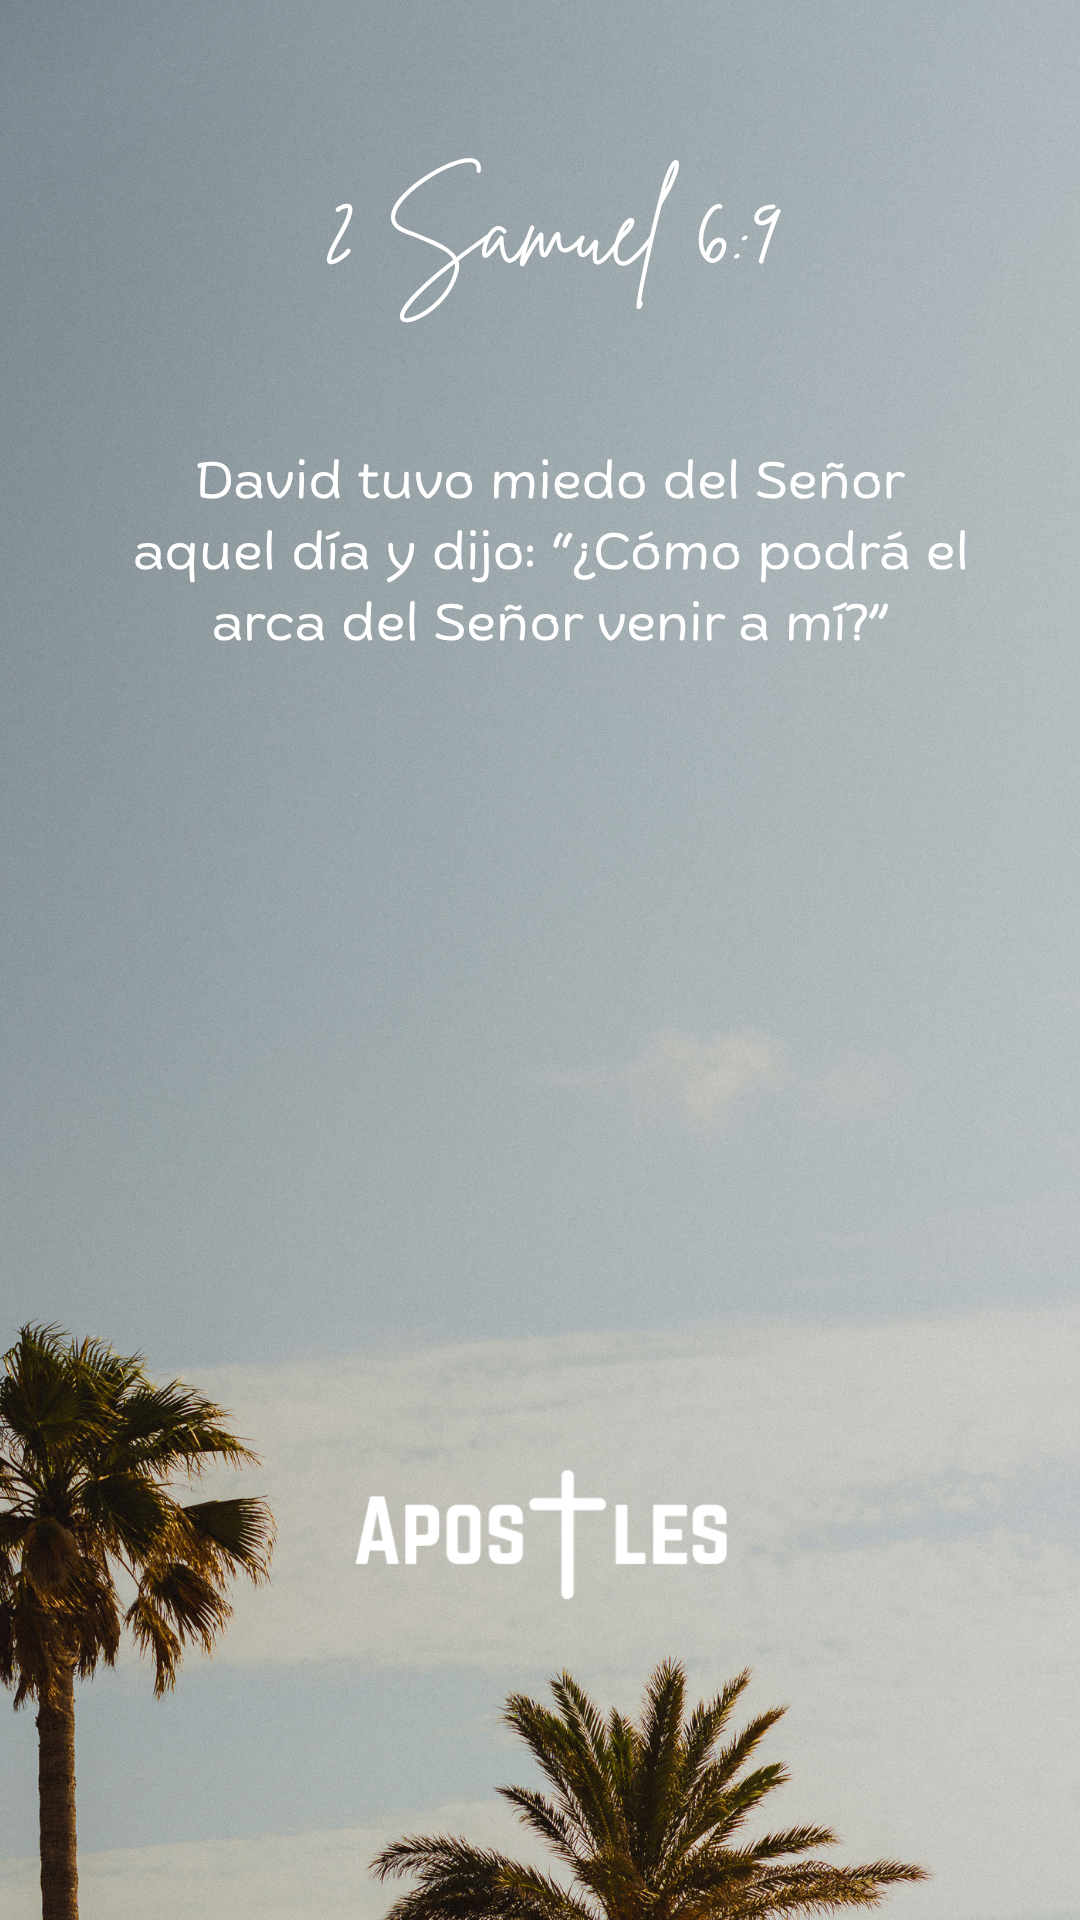 2 Samuel 6:9
David tuvo miedo del Señor
aquel día y dijo: “¿Cómo podrá el
arca del Señor venir a mí?”
APOSTLES